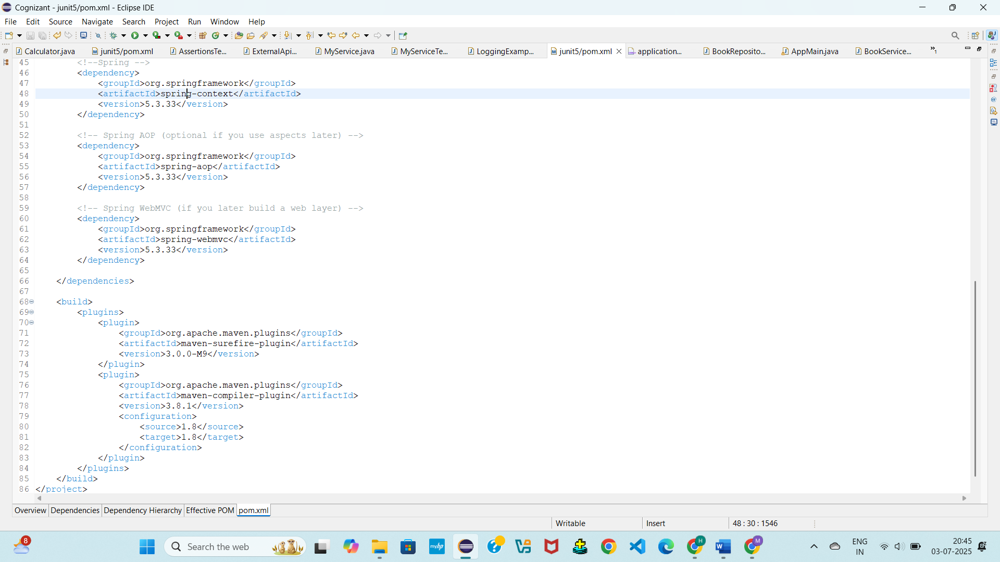 Cognizant - junit5/pom.xml - Eclipse IDE
File Edit Source Navigate Search Project Run Window Help
Calculator.java junit5/pom.xml AssertionsTe... ExternalApi... MyService.java MyServiceTe... LoggingExamp... junit5/pom.xml application... BookReposito... AppMain.java BookService... »1
45 <!--Spring -->
46 <dependency>
47 <groupId>org.springframework</groupId>
48 <artifactId>spring-context</artifactId>
49 <version>5.3.33</version>
50 </dependency>
51
52 <!-- Spring AOP (optional if you use aspects later) -->
53 <dependency>
54 <groupId>org.springframework</groupId>
55 <artifactId>spring-aop</artifactId>
56 <version>5.3.33</version>
57 </dependency>
58
59 <!-- Spring WebMVC (if you later build a web layer) -->
60 <dependency>
61 <groupId>org.springframework</groupId>
62 <artifactId>spring-webmvc</artifactId>
63 <version>5.3.33</version>
64 </dependency>
65
66 </dependencies>
67
68 <build>
69 <plugins>
70 <plugin>
71 <groupId>org.apache.maven.plugins</groupId>
72 <artifactId>maven-surefire-plugin</artifactId>
73 <version>3.0.0-M9</version>
74 </plugin>
75 <plugin>
76 <groupId>org.apache.maven.plugins</groupId>
77 <artifactId>maven-compiler-plugin</artifactId>
78 <version>3.8.1</version>
79 <configuration>
80 <source>1.8</source>
81 <target>1.8</target>
82 </configuration>
83 </plugin>
84 </plugins>
85 </build>
86 </project>
Overview Dependencies Dependency Hierarchy Effective POM pom.xml
Writable Insert 48 : 30 : 1546
8 Search the web myhp H W M ENG 20:45
IN 03-07-2025